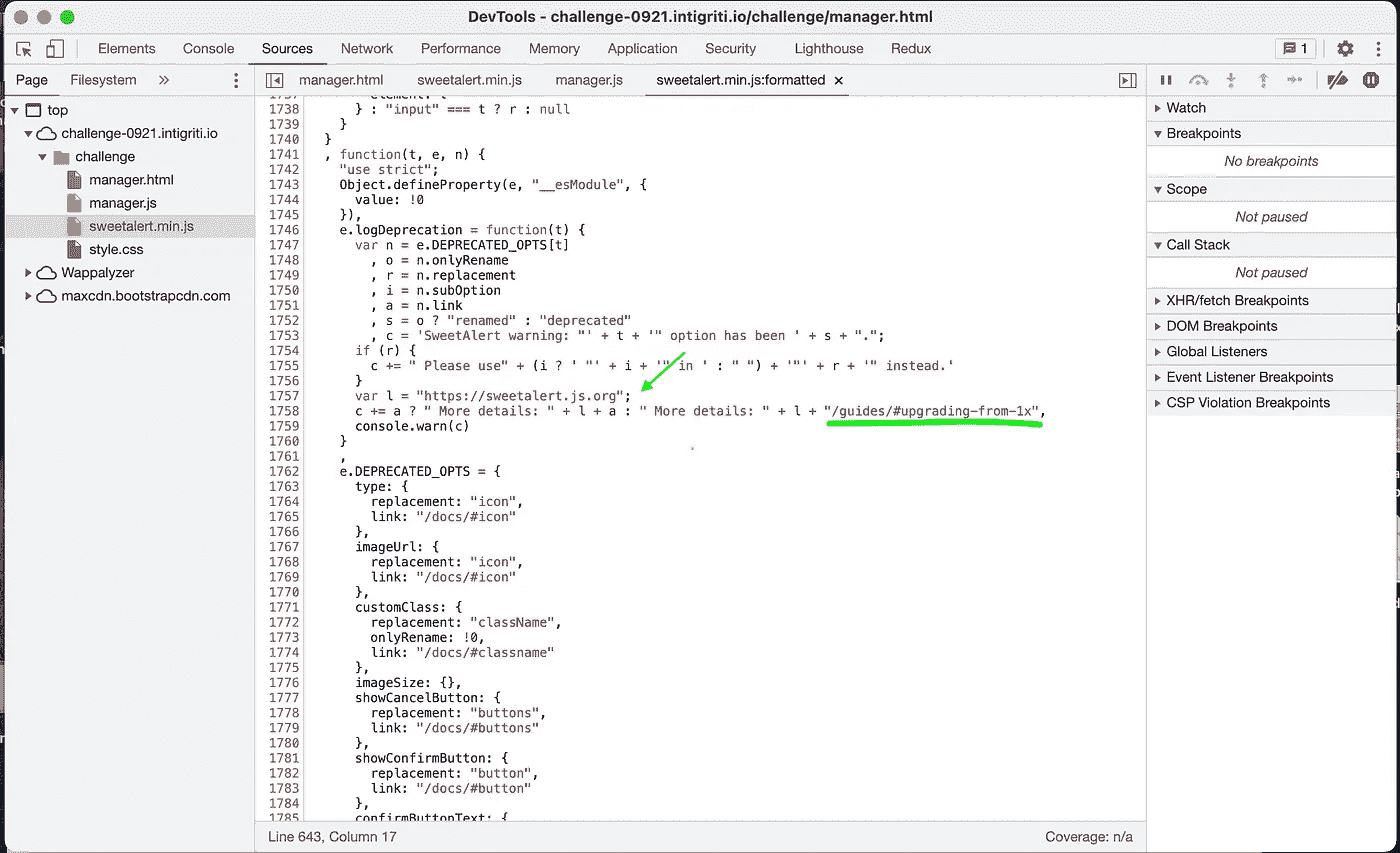 DevTools - challenge-0921.intigriti.io/challenge/manager.html
Elements Console Sources Network Performance Memory Application Security Lighthouse Redux 1
Page Filesystem »
manager.html sweetalert.min.js manager.js sweetalert.min.js:formatted ×
top
challenge-0921.intigriti.io
challenge
manager.html
manager.js
sweetalert.min.js
style.css
Wappalyzer
maxcdn.bootstrapcdn.com
1738 } : "input" === t ? r : null
1739 }
1740 }
1741 , function(t, e, n) {
1742 "use strict";
1743 Object.defineProperty(e, "__esModule", {
1744 value: !0
1745 }),
1746 e.logDeprecation = function(t) {
1747 var n = e.DEPRECATED_OPTS[t]
1748 , o = n.onlyRename
1749 , r = n.replacement
1750 , i = n.subOption
1751 , a = n.link
1752 , s = o ? "renamed" : "deprecated"
1753 , c = 'SweetAlert warning: "' + t + '" option has been ' + s + ".";
1754 if (r) {
1755 c += " Please use" + (i ? ' "' + i + '" in ' : " ") + '"' + r + '" instead.'
1756 }
1757 var l = "https://sweetalert.js.org";
1758 c += a ? " More details: " + l + a : " More details: " + l + "/guides/#upgrading-from-1x",
1759 console.warn(c)
1760 }
1761 ,
1762 e.DEPRECATED_OPTS = {
1763 type: {
1764 replacement: "icon",
1765 link: "/docs/#icon"
1766 },
1767 imageUrl: {
1768 replacement: "icon",
1769 link: "/docs/#icon"
1770 },
1771 customClass: {
1772 replacement: "className",
1773 onlyRename: !0,
1774 link: "/docs/#classname"
1775 },
1776 imageSize: {},
1777 showCancelButton: {
1778 replacement: "buttons",
1779 link: "/docs/#buttons"
1780 },
1781 showConfirmButton: {
1782 replacement: "button",
1783 link: "/docs/#button"
1784 },
1785 confirmButtonText: {
Line 643, Column 17 Coverage: n/a
Watch
Breakpoints
No breakpoints
Scope
Not paused
Call Stack
Not paused
XHR/fetch Breakpoints
DOM Breakpoints
Global Listeners
Event Listener Breakpoints
CSP Violation Breakpoints